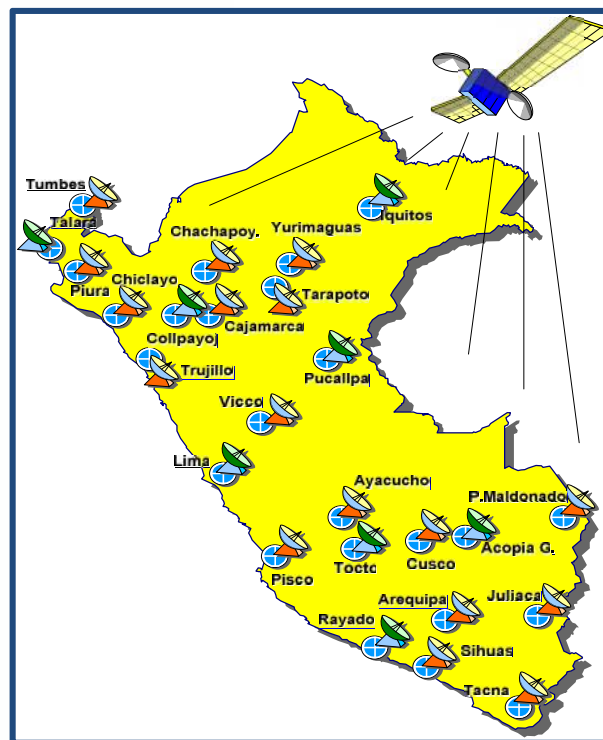 Tumbes
Talara
Iquitos
Chachapoy.
Yurimaguas
Piura
Chiclayo
Tarapoto
Collpayo
Cajamarca
Trujillo
Pucallpa
Vicco
Lima
Ayacucho
P.Maldonado
Pisco
Tocto
Cusco
Acopia G.
Arequipa
Juliaca
Rayado
Sihuas
Tacna